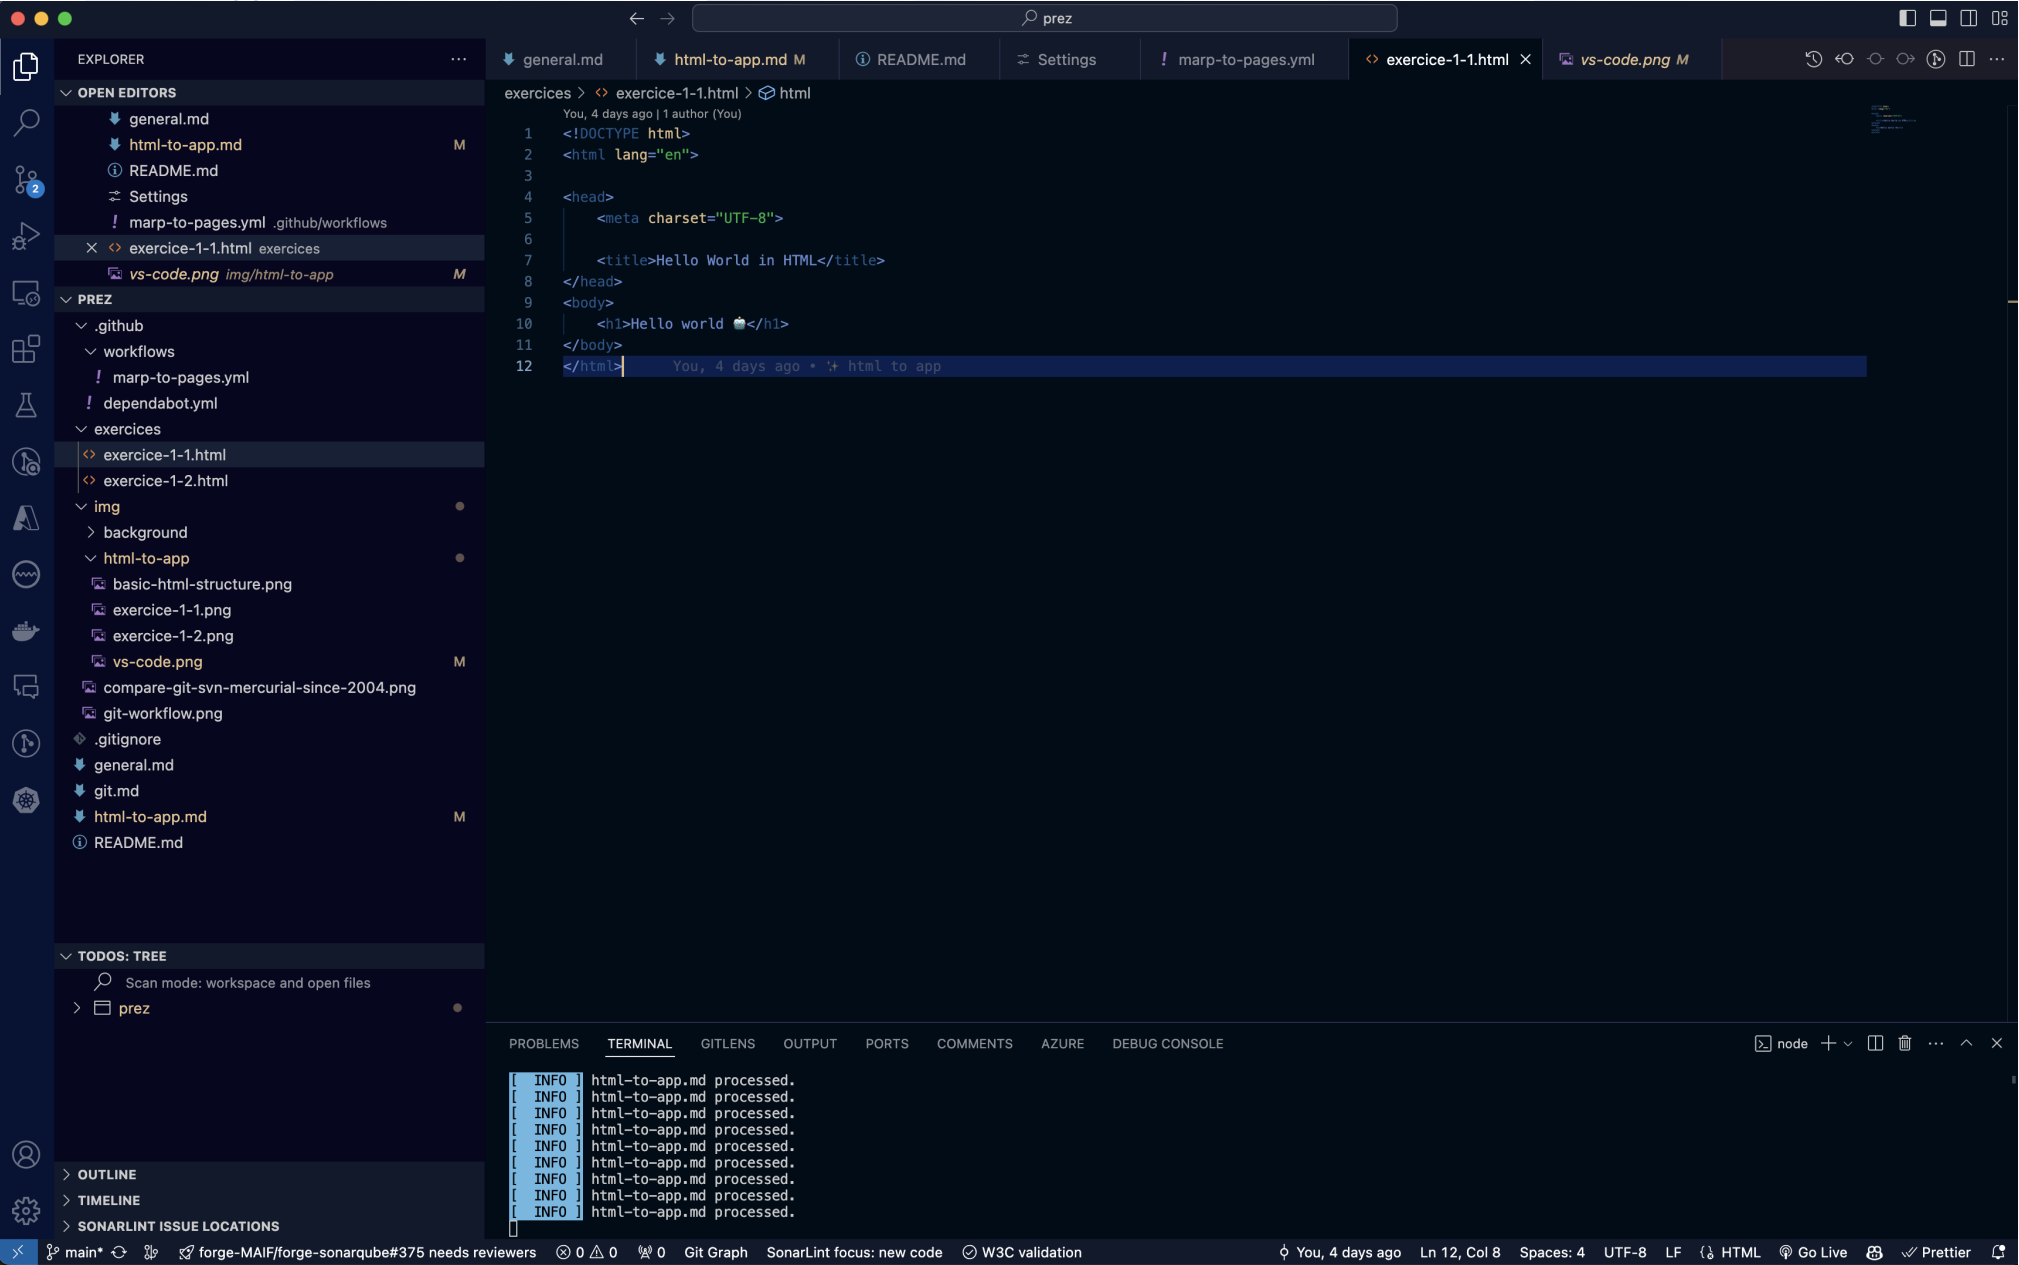 prez
EXPLORER
OPEN EDITORS
general.md
html-to-app.md M
README.md
Settings
marp-to-pages.yml .github/workflows
exercice-1-1.html exercices
vs-code.png img/html-to-app M
PREZ
.github
workflows
marp-to-pages.yml
dependabot.yml
exercices
exercice-1-1.html
exercice-1-2.html
img
background
html-to-app
basic-html-structure.png
exercice-1-1.png
exercice-1-2.png
vs-code.png M
compare-git-svn-mercurial-since-2004.png
git-workflow.png
.gitignore
general.md
git.md
html-to-app.md M
README.md
2
TODOS: TREE
Scan mode: workspace and open files
prez
OUTLINE
TIMELINE
SONARLINT ISSUE LOCATIONS
general.md html-to-app.md M README.md Settings marp-to-pages.yml exercice-1-1.html vs-code.png M
exercices > exercice-1-1.html > html
You, 4 days ago | 1 author (You)
1 <!DOCTYPE html>
2 <html lang="en">
3
4 <head>
5 <meta charset="UTF-8">
6
7 <title>Hello World in HTML</title>
8 </head>
9 <body>
10 <h1>Hello world 🧁</h1>
11 </body>
12 </html> You, 4 days ago • ✨ html to app
PROBLEMS TERMINAL GITLENS OUTPUT PORTS COMMENTS AZURE DEBUG CONSOLE node
[ INFO ] html-to-app.md processed.
[ INFO ] html-to-app.md processed.
[ INFO ] html-to-app.md processed.
[ INFO ] html-to-app.md processed.
[ INFO ] html-to-app.md processed.
[ INFO ] html-to-app.md processed.
[ INFO ] html-to-app.md processed.
[ INFO ] html-to-app.md processed.
[ INFO ] html-to-app.md processed.
main* forge-MAIF/forge-sonarqube#375 needs reviewers 0 0 0 Git Graph SonarLint focus: new code W3C validation You, 4 days ago Ln 12, Col 8 Spaces: 4 UTF-8 LF HTML Go Live Prettier